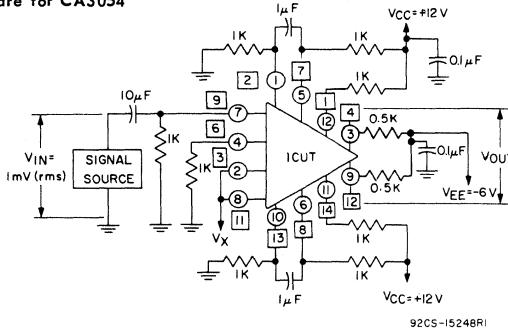 are for CA3054
1μF
VCC=+12V
1K
1K
0.1μF
2
1
7
5
1K
10μF
9
1
4
7
12
3
0.5K
6
4
1K
1K
3
2
ICUT
0.1μF
VIN=
1mV(rms)
SIGNAL
SOURCE
8
9
0.5K
VOUT
11
10
6
11
12
VEE=-6V
VX
13
8
14
1K
1K
1K
1K
1μF
VCC=+12V
92CS-15248RI